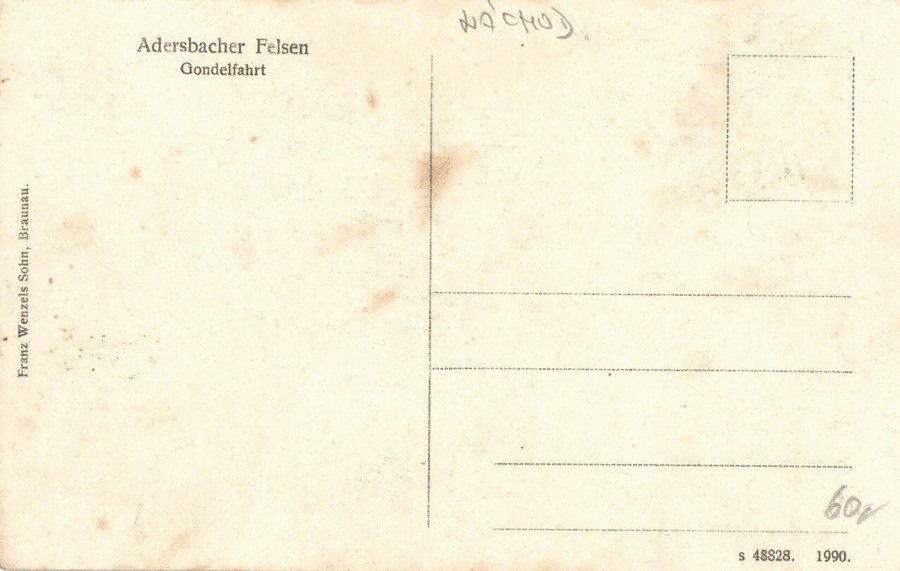 NÁCHOD.
Adersbacher Felsen
Gondelfahrt
Franz Wenzels Sohn, Braunau.
60,-
s 48828. 1990.